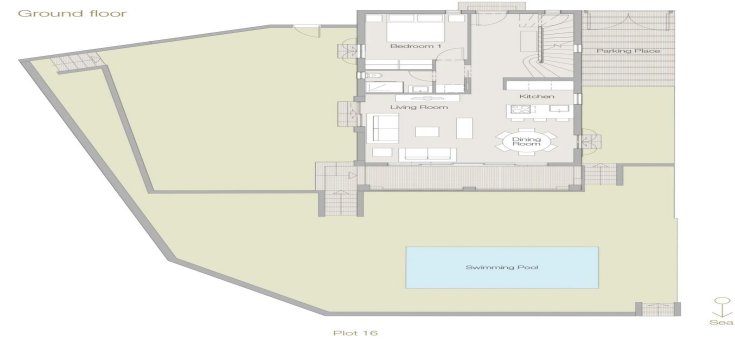 Ground floor
Bedroom 1
Parking Place
Kitchen
Living Room
Dining
Room
Swimming Pool
Sea
Plot 16